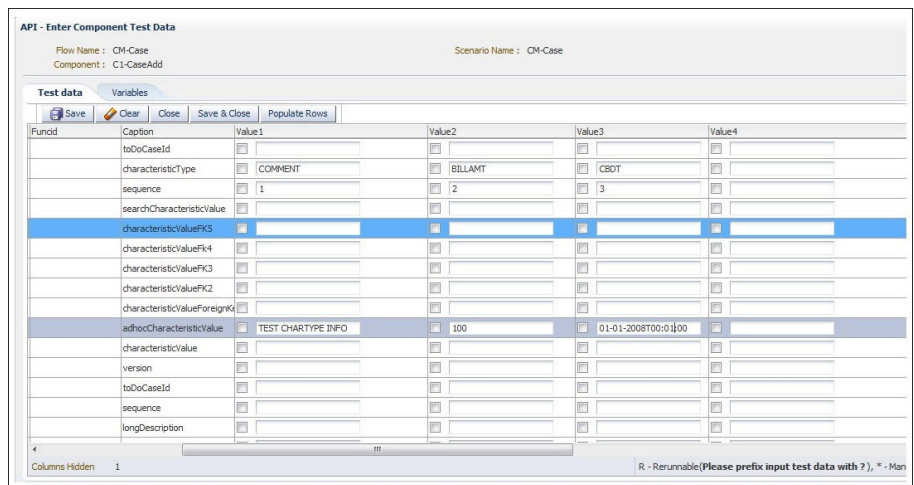 API - Enter Component Test Data
Flow Name : CM-Case Scenario Name : CM-Case
Component : C1-CaseAdd
Test data Variables
Save Clear Close Save & Close Populate Rows
Funcid Caption Value1 Value2 Value3 Value4
toDoCaseId
characteristicType COMMENT BILLAMT CBDT
sequence 1 2 3
searchCharacteristicValue
characteristicValueFK5
characteristicValueFk4
characteristicValueFK3
characteristicValueFK2
characteristicValueForeignKe
adhocCharacteristicValue TEST CHARTYPE INFO 100 01-01-2008T00:01:00
characteristicValue
version
toDoCaseId
sequence
longDescription
Columns Hidden 1 R - Rerunnable(Please prefix input test data with ? ), * - Man